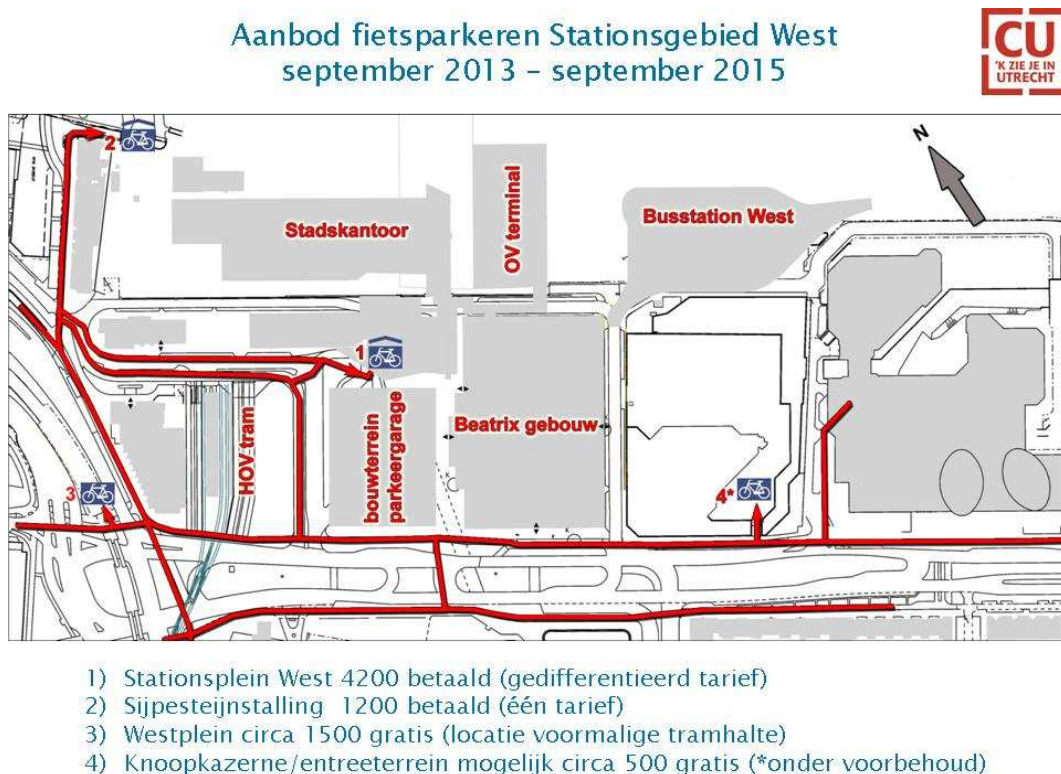 Aanbod fietsparkeren Stationsgebied West
september 2013 – september 2015
CU
'K ZIE JE IN
UTRECHT
N
2
Stadskantoor
OV terminal
Busstation West
1
HOV tram
bouwterrein
parkeergarage
Beatrix gebouw
3
4*
1) Stationsplein West 4200 betaald (gedifferentieerd tarief)
2) Sijpesteijnstalling 1200 betaald (één tarief)
3) Westplein circa 1500 gratis (locatie voormalige tramhalte)
4) Knoopkazerne/entreeterrein mogelijk circa 500 gratis (*onder voorbehoud)